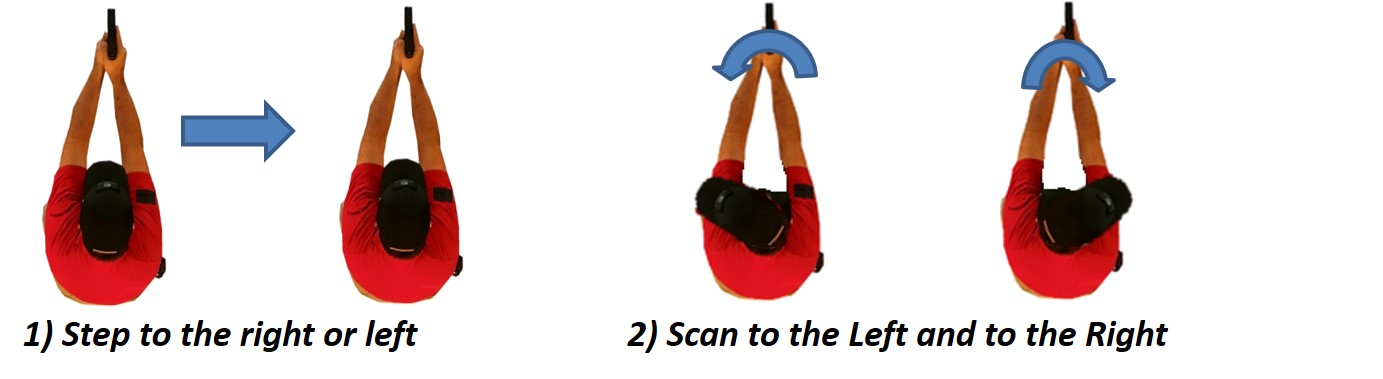 1) Step to the right or left
2) Scan to the Left and to the Right